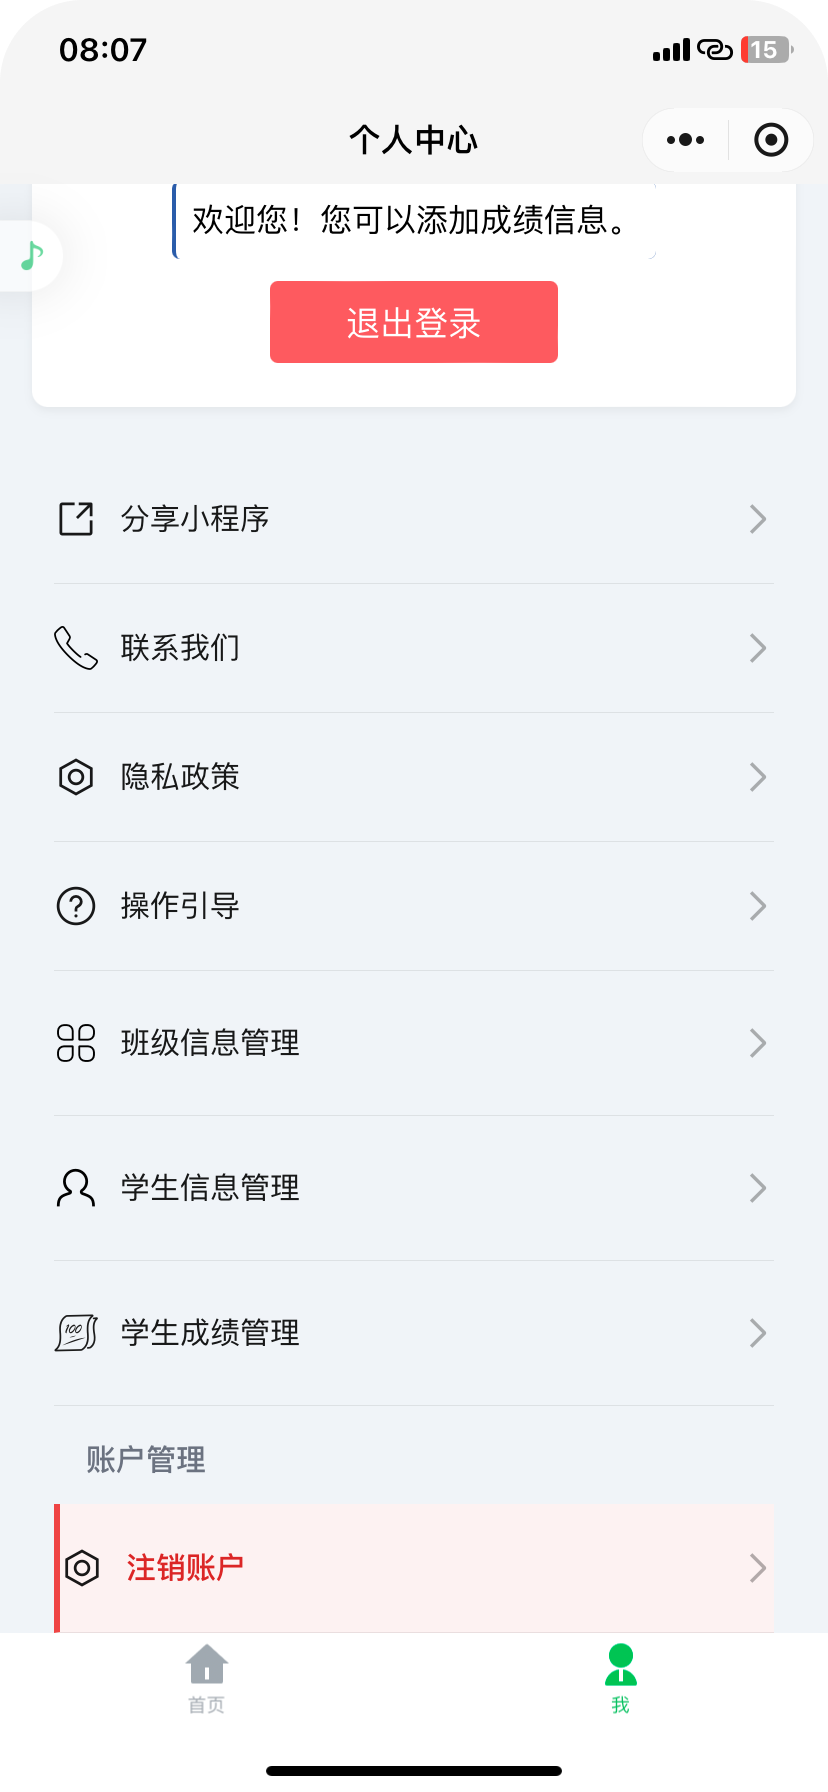 08:07
15
个人中心
欢迎您！您可以添加成绩信息。
退出登录
分享小程序
联系我们
隐私政策
操作引导
班级信息管理
学生信息管理
100
学生成绩管理
账户管理
注销账户
首页
我